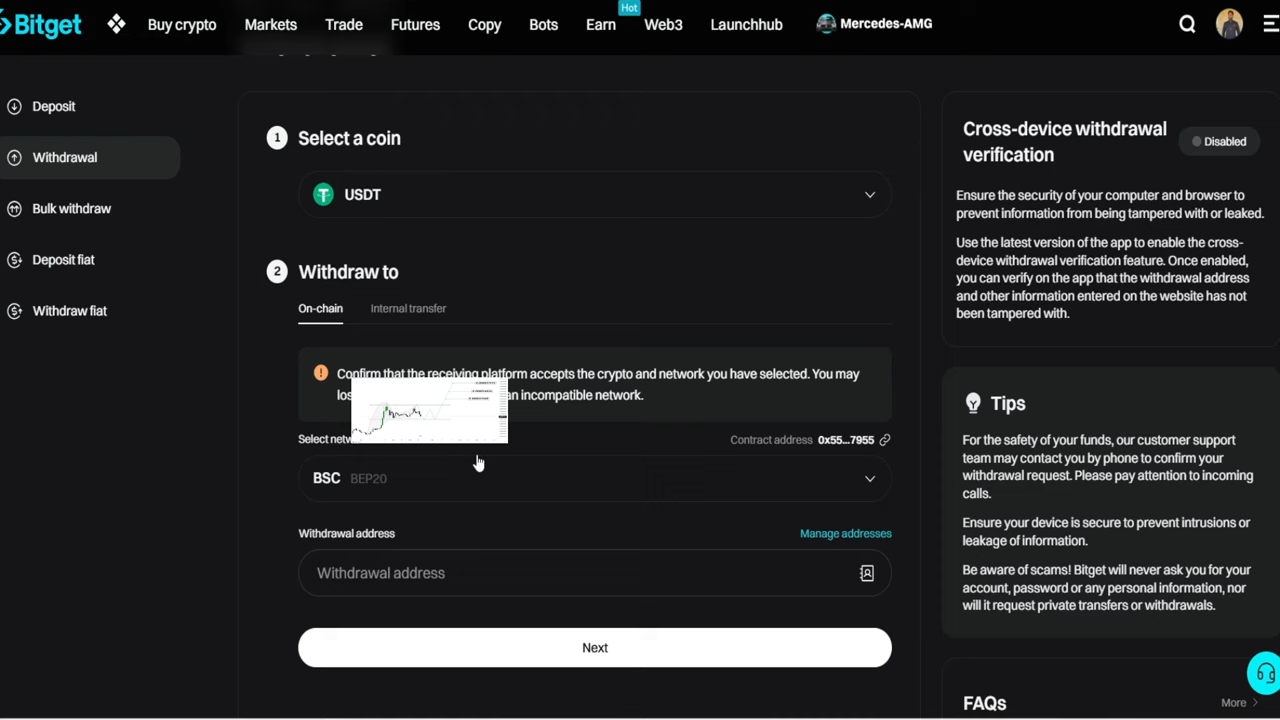 Bitget
Buy crypto
Markets
Trade
Futures
Copy
Bots
Earn
Hot
Web3
Launchhub
Mercedes-AMG
Deposit
Withdrawal
Bulk withdraw
Deposit fiat
Withdraw fiat
1 Select a coin
USDT
2 Withdraw to
On-chain
Internal transfer
Confirm that the receiving platform accepts the crypto and network you have selected. You may
an incompatible network.
Select
Contract address 0x55...7955
BSC BEP20
Withdrawal address
Manage addresses
Withdrawal address
Next
Cross-device withdrawal
verification
Disabled
Ensure the security of your computer and browser to
prevent information from being tampered with or leaked.
Use the latest version of the app to enable the cross-
device withdrawal verification feature. Once enabled,
you can verify on the app that the withdrawal address
and other information entered on the website has not
been tampered with.
Tips
For the safety of your funds, our customer support
team may contact you by phone to confirm your
withdrawal request. Please pay attention to incoming
calls.
Ensure your device is secure to prevent intrusions or
leakage of information.
Be aware of scams! Bitget will never ask you for your
account, password or any personal information, nor
will it request private transfers or withdrawals.
FAQs
More